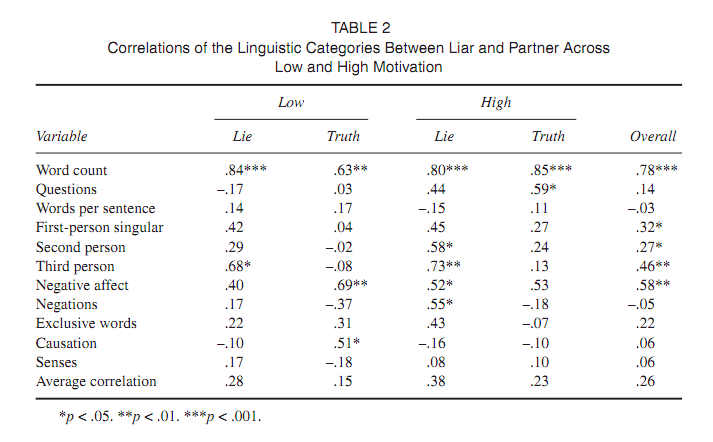 TABLE 2
Correlations of the Linguistic Categories Between Liar and Partner Across
Low and High Motivation
Low High
Variable Lie Truth Lie Truth Overall
Word count .84*** .63** .80*** .85*** .78***
Questions –.17 .03 .44 .59* .14
Words per sentence .14 .17 –.15 .11 –.03
First-person singular .42 .04 .45 .27 .32*
Second person .29 –.02 .58* .24 .27*
Third person .68* –.08 .73** .13 .46**
Negative affect .40 .69** .52* .53 .58**
Negations .17 –.37 .55* –.18 –.05
Exclusive words .22 .31 .43 –.07 .22
Causation –.10 .51* –.16 –.10 .06
Senses .17 –.18 .08 .10 .06
Average correlation .28 .15 .38 .23 .26
*p < .05. **p < .01. ***p < .001.